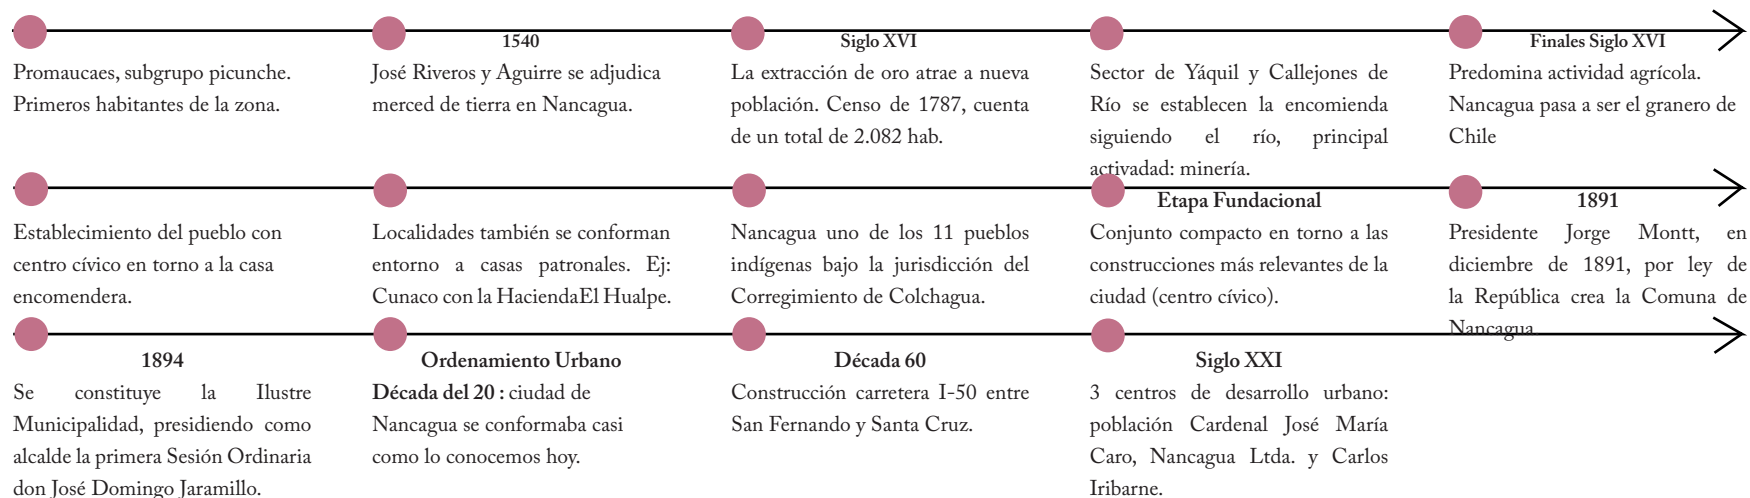 Promaucaes, subgrupo picunche.
Primeros habitantes de la zona.
1540
José Riveros y Aguirre se adjudica
merced de tierra en Nancagua.
Siglo XVI
La extracción de oro atrae a nueva
población. Censo de 1787, cuenta
de un total de 2.082 hab.
Sector de Yáquil y Callejones de
Río se establecen la encomienda
siguiendo el río, principal
activadad: minería.
Finales Siglo XVI
Predomina actividad agrícola.
Nancagua pasa a ser el granero de
Chile
Establecimiento del pueblo con
centro cívico en torno a la casa
encomendera.
Localidades también se conforman
entorno a casas patronales. Ej:
Cunaco con la HaciendaEl Hualpe.
Nancagua uno de los 11 pueblos
indígenas bajo la jurisdicción del
Corregimiento de Colchagua.
Etapa Fundacional
Conjunto compacto en torno a las
construcciones más relevantes de la
ciudad (centro cívico).
1891
Presidente Jorge Montt, en
diciembre de 1891, por ley de
la República crea la Comuna de
Nancagua
1894
Se constituye la Ilustre
Municipalidad, presidiendo como
alcalde la primera Sesión Ordinaria
don José Domingo Jaramillo.
Ordenamiento Urbano
Década del 20 : ciudad de
Nancagua se conformaba casi
como lo conocemos hoy.
Década 60
Construcción carretera I-50 entre
San Fernando y Santa Cruz.
Siglo XXI
3 centros de desarrollo urbano:
población Cardenal José María
Caro, Nancagua Ltda. y Carlos
Iribarne.